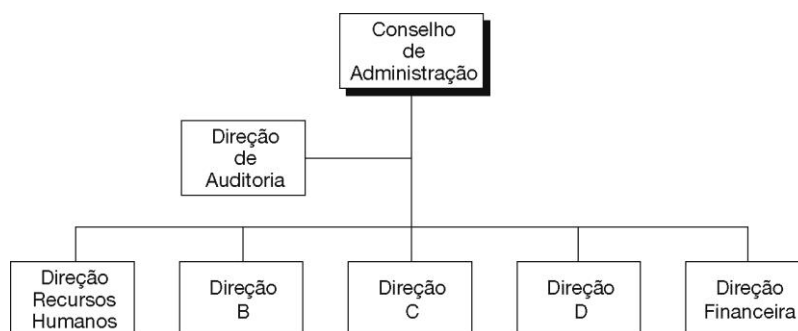 Conselho
de
Administração
Direção
de
Auditoria
Direção
Recursos
Humanos
Direção
B
Direção
C
Direção
D
Direção
Financeira